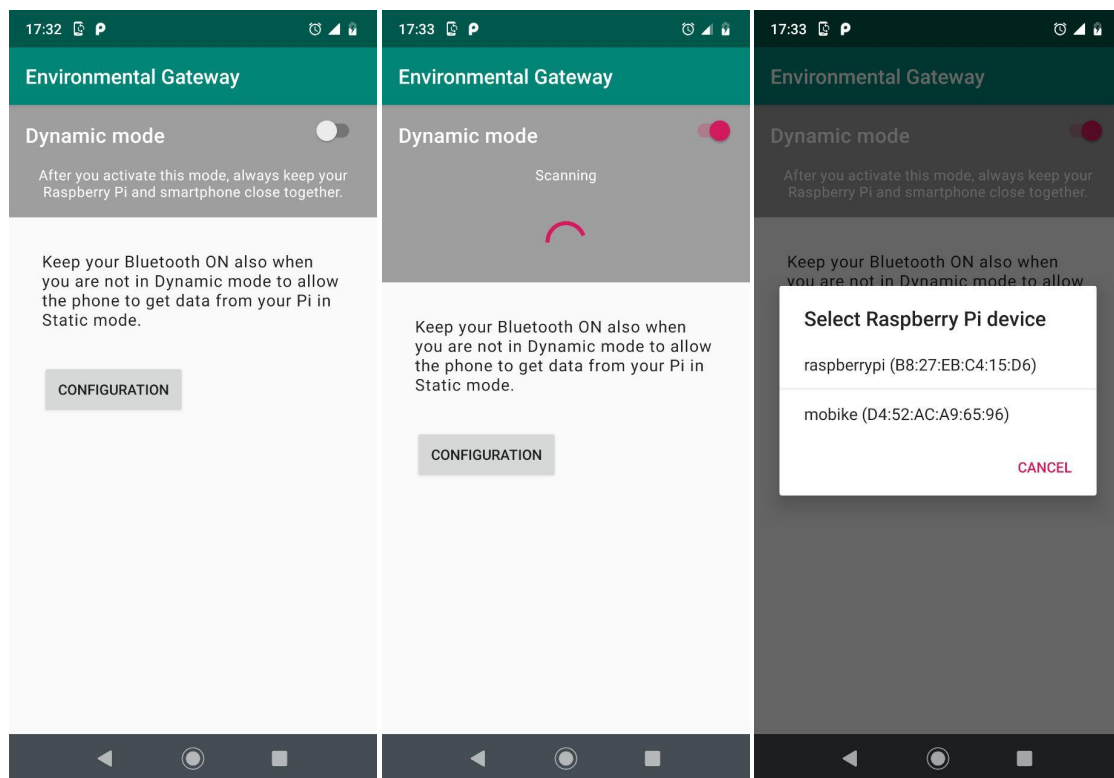 17:32
Environmental Gateway
Dynamic mode
After you activate this mode, always keep your
Raspberry Pi and smartphone close together.
Keep your Bluetooth ON also when
you are not in Dynamic mode to allow
the phone to get data from your Pi in
Static mode.
CONFIGURATION
17:33
Environmental Gateway
Dynamic mode
Scanning
Keep your Bluetooth ON also when
you are not in Dynamic mode to allow
the phone to get data from your Pi in
Static mode.
CONFIGURATION
17:33
Environmental Gateway
Dynamic mode
After you activate this mode, always keep your
Raspberry Pi and smartphone close together.
Keep your Bluetooth ON also when
you are not in Dynamic mode to allow
Select Raspberry Pi device
raspberrypi (B8:27:EB:C4:15:D6)
mobike (D4:52:AC:A9:65:96)
CANCEL